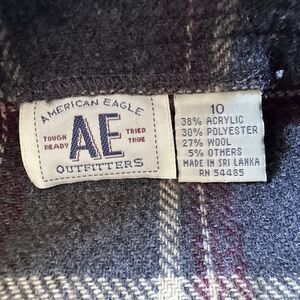 AMERICAN EAGLE
TOUGH READY
AE
TRIED TRUE
OUTFITTERS
10
38% ACRYLIC
30% POLYESTER
27% WOOL
5% OTHERS
MADE IN SRI LANKA
RN 54485